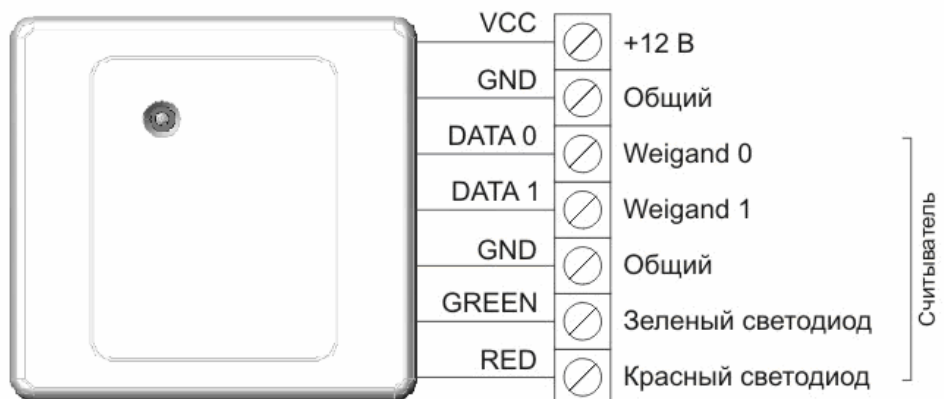 VCC +12 В
GND Общий
DATA 0 Weigand 0
DATA 1 Weigand 1
GND Общий
GREEN Зеленый светодиод
RED Красный светодиод
Считыватель